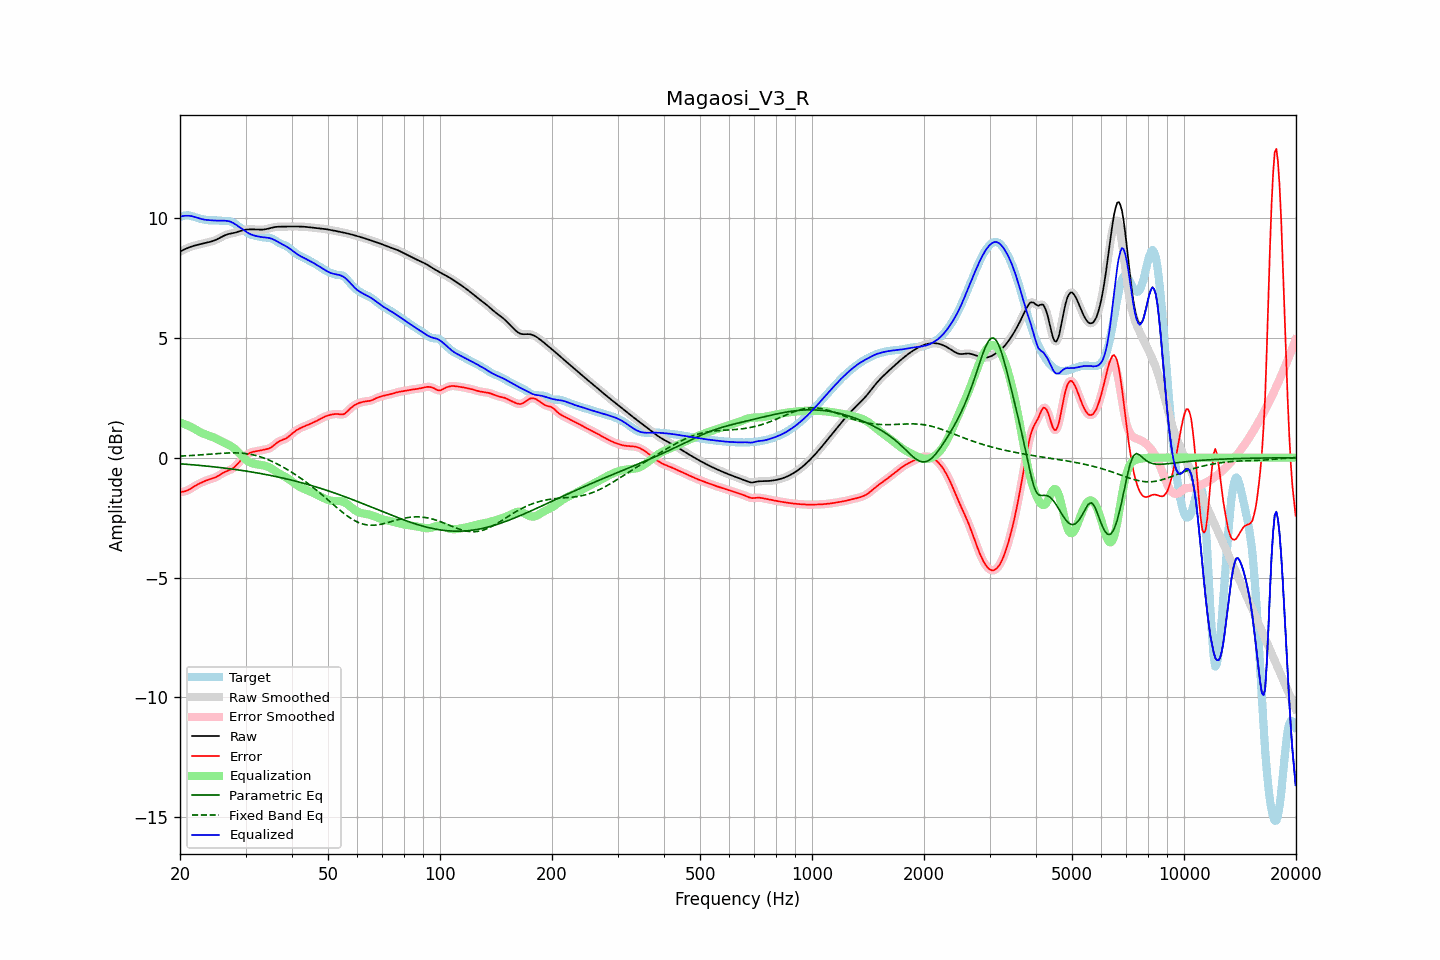 Magaosi_V3_R
Amplitude (dBr)
10
5
0
−5
−10
−15
Target
Raw Smoothed
Error Smoothed
Raw
Error
Equalization
Parametric Eq
Fixed Band Eq
Equalized
20 50 100 200 500 1000 2000 5000 10000 20000
Frequency (Hz)